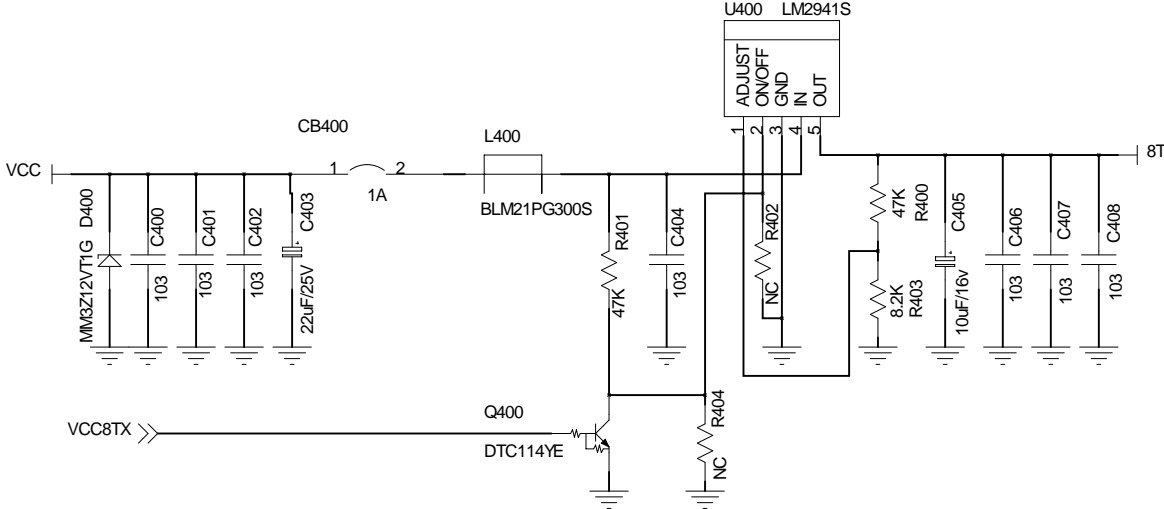 U400 LM2941S
ADJUST
ON/OFF
GND
IN
OUT
1
2
3
4
5
CB400
L400
VCC
1
2
1A
BLM21PG300S
8T
D400
MM3Z12VT1G
C400
103
C401
103
C402
103
C403
+
22uF/25V
R401
47K
C404
103
R402
NC
47K
R400
8.2K
R403
C405
+
10uF/16v
C406
103
C407
103
C408
103
VCC8TX
Q400
DTC114YE
R404
NC